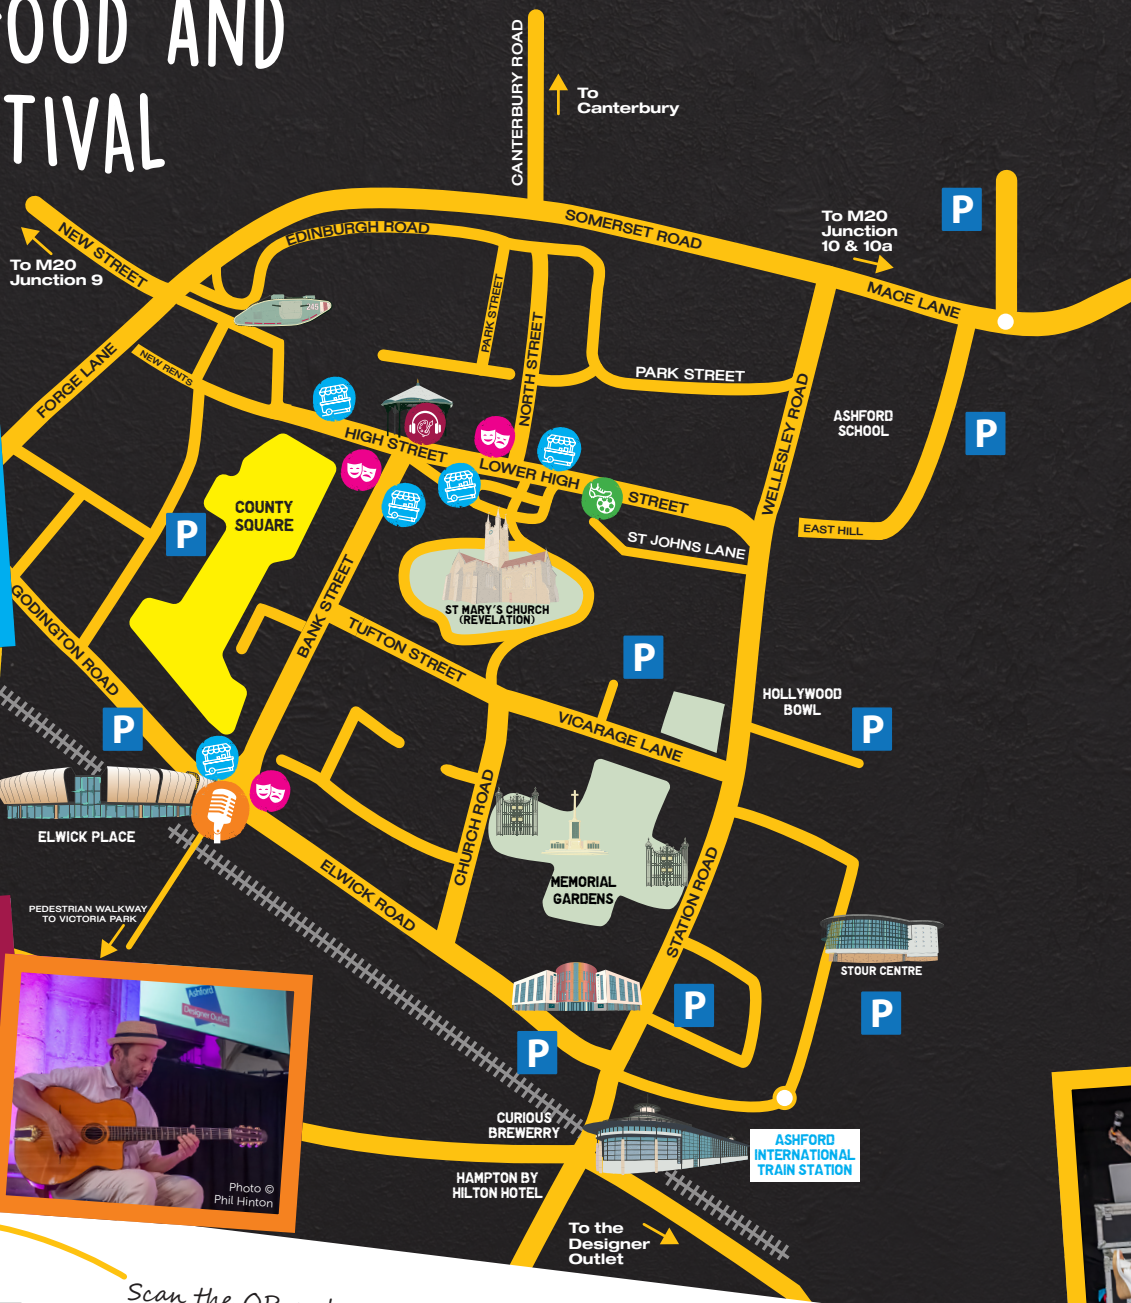 OOD AND
TIVAL
CANTERBURY ROAD
To
Canterbury
SOMERSET ROAD
To M20
Junction
10 & 10a
P
MACE LANE
NEW STREET
To M20
Junction 9
EDINBURGH ROAD
245
PARK STREET
NORTH STREET
PARK STREET
NEW RENTS
FORGE LANE
WELLESLEY ROAD
ASHFORD
SCHOOL
P
HIGH STREET
LOWER HIGH
STREET
COUNTY
SQUARE
P
EAST HILL
ST JOHNS LANE
ST MARY'S CHURCH
(REVELATION)
GODINGTON ROAD
BANK STREET
TUFTON STREET
P
HOLLYWOOD
BOWL
P
P
VICARAGE LANE
ELWICK PLACE
CHURCH ROAD
MEMORIAL
GARDENS
ELWICK ROAD
STATION ROAD
PEDESTRIAN WALKWAY
TO VICTORIA PARK
STOUR CENTRE
P
P
P
Ashford
Designer Outlet
CURIOUS
BREWERRY
ASHFORD
INTERNATIONAL
TRAIN STATION
HAMPTON BY
HILTON HOTEL
Photo ©
Phil Hinton
To the
Designer
Outlet
Scan the